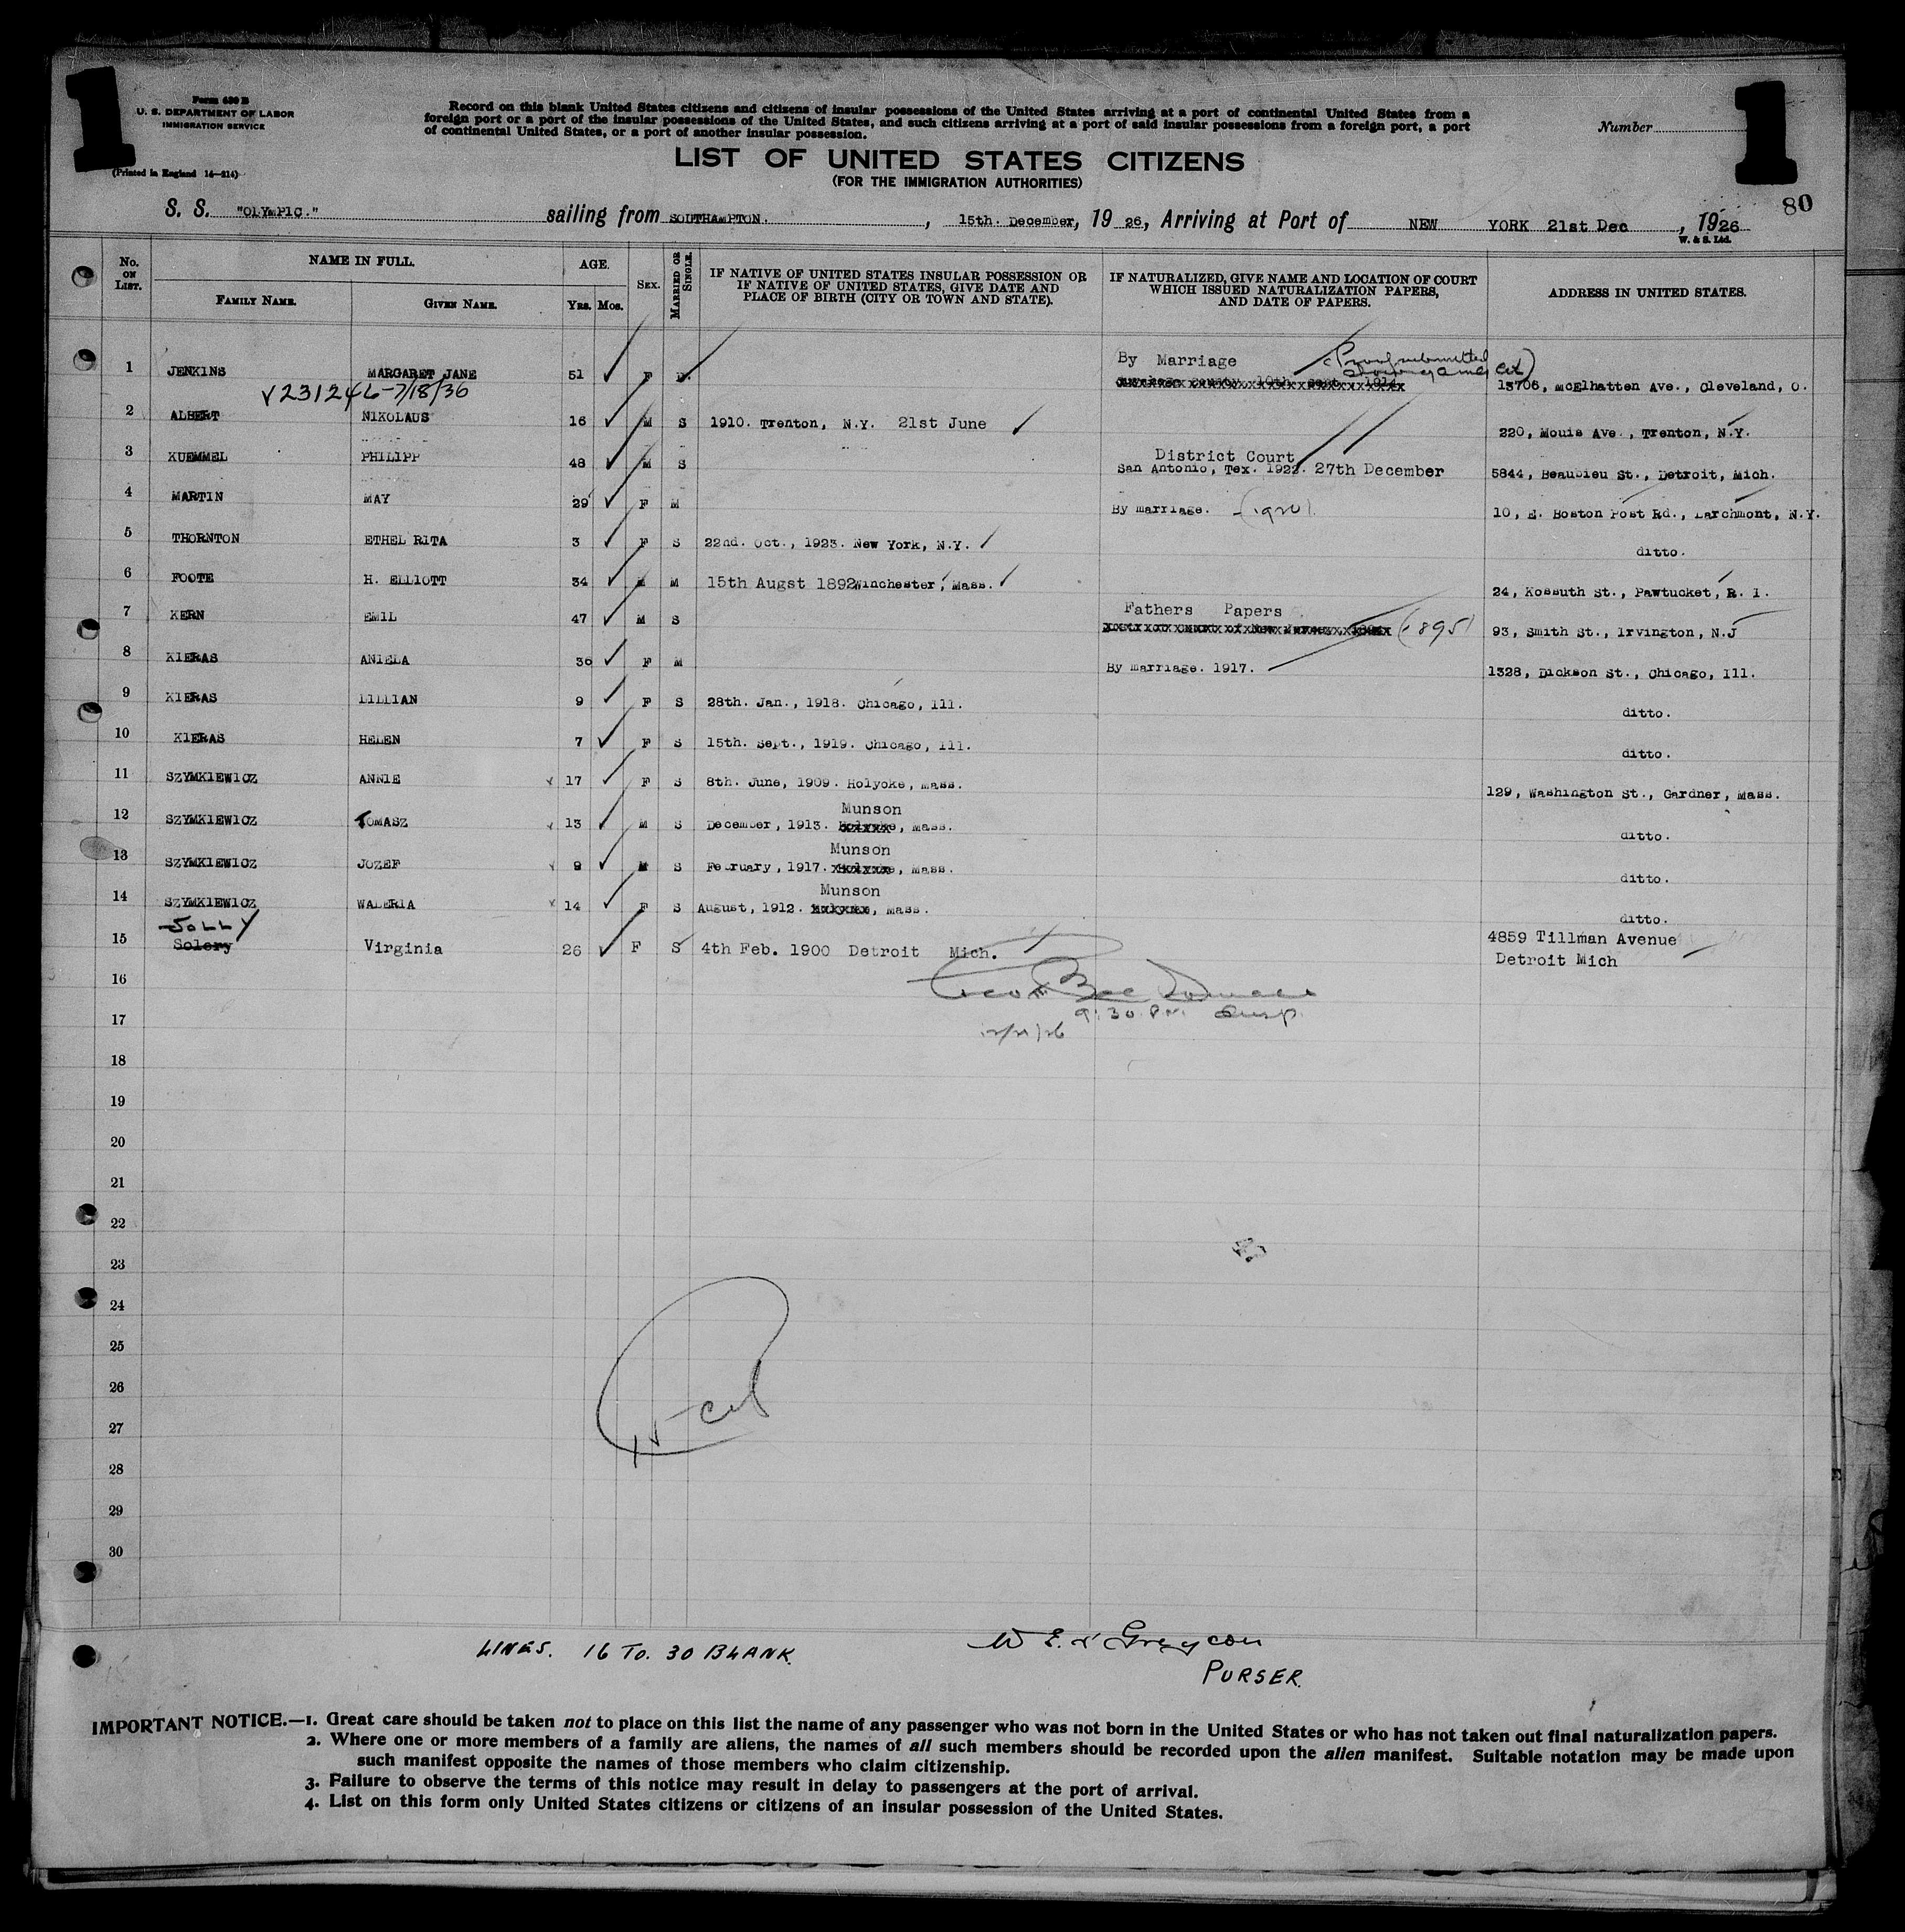 1
1
Form 630 B
U. S. DEPARTMENT OF LABOR
IMMIGRATION SERVICE
(Printed in England 14—214)
Record on this blank United States citizens and citizens of insular possessions of the United States arriving at a port of continental United States from a
foreign port or a port of the insular possessions of the United States, and such citizens arriving at a port of said insular possessions from a foreign port, a port
of continental United States, or a port of another insular possession.
Number
LIST OF UNITED STATES CITIZENS
(FOR THE IMMIGRATION AUTHORITIES)
80
S. S. "OLYMPIC." sailing from SOUTHAMPTON. , 15th. December, 19 26, Arriving at Port of NEW YORK 21st Dec , 1926
W. & S. Ltd.
No. ON LIST. NAME IN FULL. AGE. SEX. MARRIED OR SINGLE. IF NATIVE OF UNITED STATES INSULAR POSSESSION OR IF NATIVE OF UNITED STATES, GIVE DATE AND PLACE OF BIRTH (CITY OR TOWN AND STATE). IF NATURALIZED, GIVE NAME AND LOCATION OF COURT WHICH ISSUED NATURALIZATION PAPERS, AND DATE OF PAPERS. ADDRESS IN UNITED STATES.
FAMILY NAME. GIVEN NAME. YRS. MOS.
1 JENKINS MARGARET JANE 51 F D. By Marriage (Proof submitted showing Amer Cit) 13706, McElhatten Ave., Cleveland, O.
√231246-7/18/36
2 ALBERT NIKOLAUS 16 M S 1910. Trenton, N.Y. 21st June 220, Mouis Ave., Trenton, N.Y.
3 KUEMMEL PHILIPP 48 M S District Court San Antonio, Tex. 1922. 27th December 5844, Beaubieu St., Detroit, Mich.
4 MARTIN MAY 29 F M By marriage. - (1920) 10, E. Boston Post Rd., Larchmont, N.Y.
5 THORNTON ETHEL RITA 3 F S 22nd. Oct., 1923. New York, N.Y. ditto.
6 FOOTE H. ELLIOTT 34 M M 15th Augst 1892 Winchester, Mass. 24, Kossuth St., Pawtucket, R. I.
7 KERN EMIL 47 M S Fathers Papers (1895) 93, Smith St., Irvington, N.J
8 KIERAS ANIELA 36 F M By marriage. 1917. 1328, Dickson St., Chicago, Ill.
9 KIERAS LILLIAN 9 F S 28th. Jan., 1918. Chicago, Ill. ditto.
10 KIERAS HELEN 7 F S 15th. Sept., 1919. Chicago, Ill. ditto.
11 SZYMKIEWICZ ANNIE 17 F S 8th. June, 1909. Holyoke, Mass. 129, Washington St., Gardner, Mass.
12 SZYMKIEWICZ TOMASZ 13 M S December, 1913. Munson, Mass. ditto.
13 SZYMKIEWICZ JOZEF 9 M S February, 1917. Munson, Mass. ditto.
14 SZYMKIEWICZ WALERIA 14 F S August, 1912. Munson, Mass. ditto.
JOLLY
15 Solery Virginia 26 F S 4th Feb. 1900 Detroit Mich. 4859 Tillman Avenue Detroit Mich
16
9:30 P.M. Insp.
17
12/21/26
18
19
20
21
22
23
24
25
26
27
28
29
30
LINES. 16 TO. 30 BLANK.
PURSER.
IMPORTANT NOTICE.—1. Great care should be taken not to place on this list the name of any passenger who was not born in the United States or who has not taken out final naturalization papers.
2. Where one or more members of a family are aliens, the names of all such members should be recorded upon the alien manifest. Suitable notation may be made upon
such manifest opposite the names of those members who claim citizenship.
3. Failure to observe the terms of this notice may result in delay to passengers at the port of arrival.
4. List on this form only United States citizens or citizens of an insular possession of the United States.